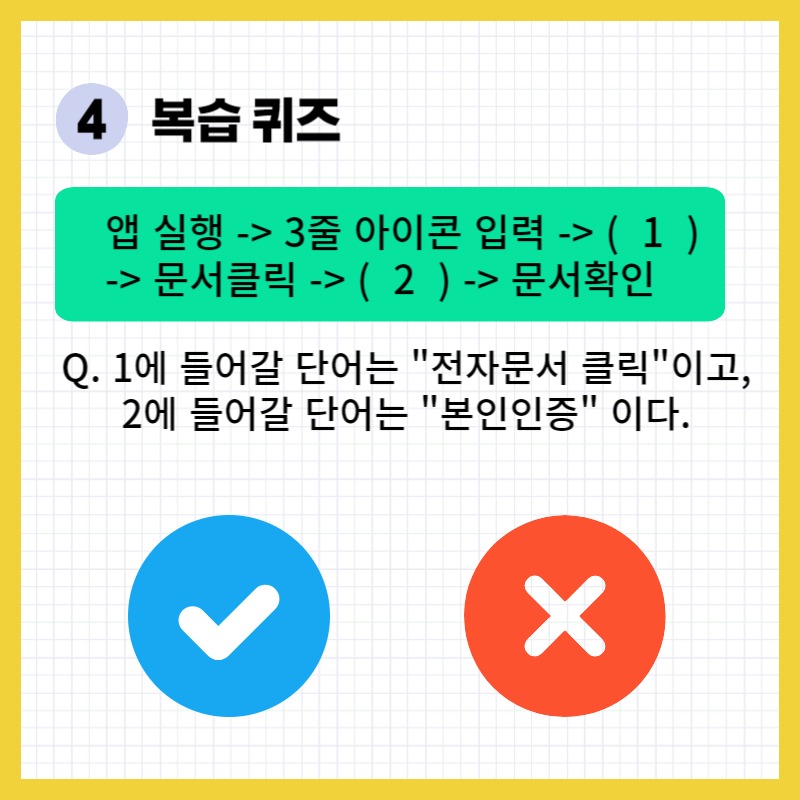 4 복습 퀴즈
앱 실행 -> 3줄 아이콘 입력 -> ( 1 )
-> 문서클릭 -> ( 2 ) -> 문서확인
Q. 1에 들어갈 단어는 "전자문서 클릭"이고,
2에 들어갈 단어는 "본인인증" 이다.